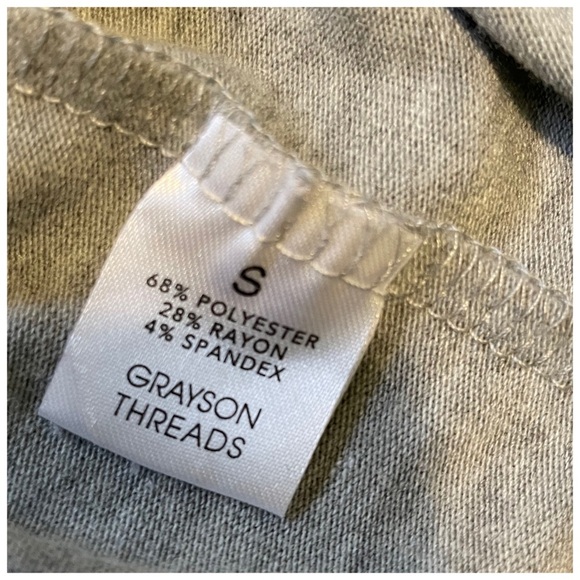 S
68% POLYESTER
28% RAYON
4% SPANDEX
GRAYSON
THREADS